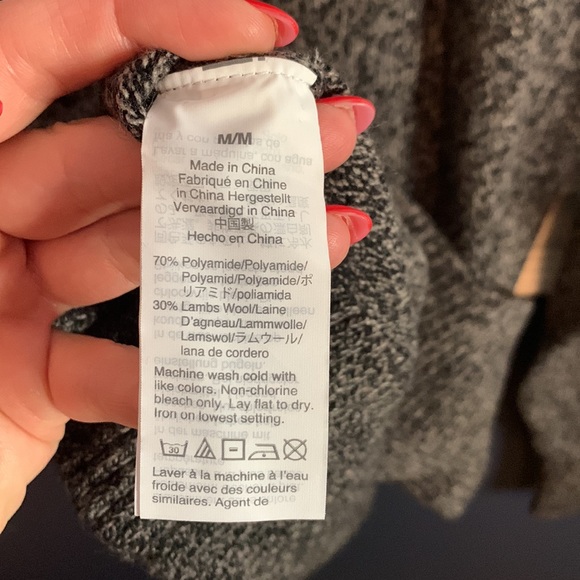 M/M
Made in China
Fabriqué en Chine
in China Hergestellt
Vervaardigd in China
中国製
Hecho en China
70% Polyamide/Polyamide/
Polyamid/Polyamide/ポ
リアミド/poliamida
30% Lambs Wool/Laine
D'agneau/Lammwolle/
Lamswol/ラムウール/
lana de cordero
Machine wash cold with
like colors. Non-chlorine
bleach only. Lay flat to dry.
Iron on lowest setting.
30
Laver à la machine à l'eau
froide avec des couleurs
similaires. Agent de